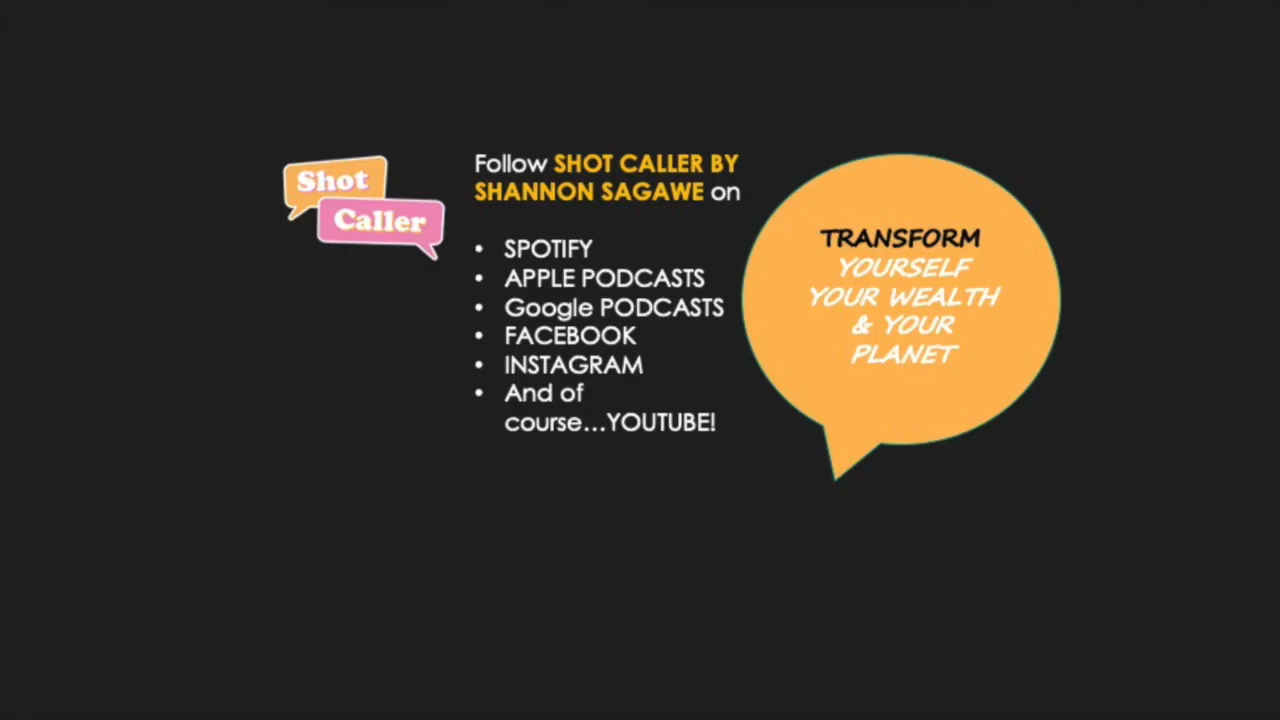 Shot
Caller
Follow SHOT CALLER BY
SHANNON SAGAWE on
• SPOTIFY
• APPLE PODCASTS
• Google PODCASTS
• FACEBOOK
• INSTAGRAM
• And of
course...YOUTUBE!
TRANSFORM
YOURSELF
YOUR WEALTH
& YOUR
PLANET